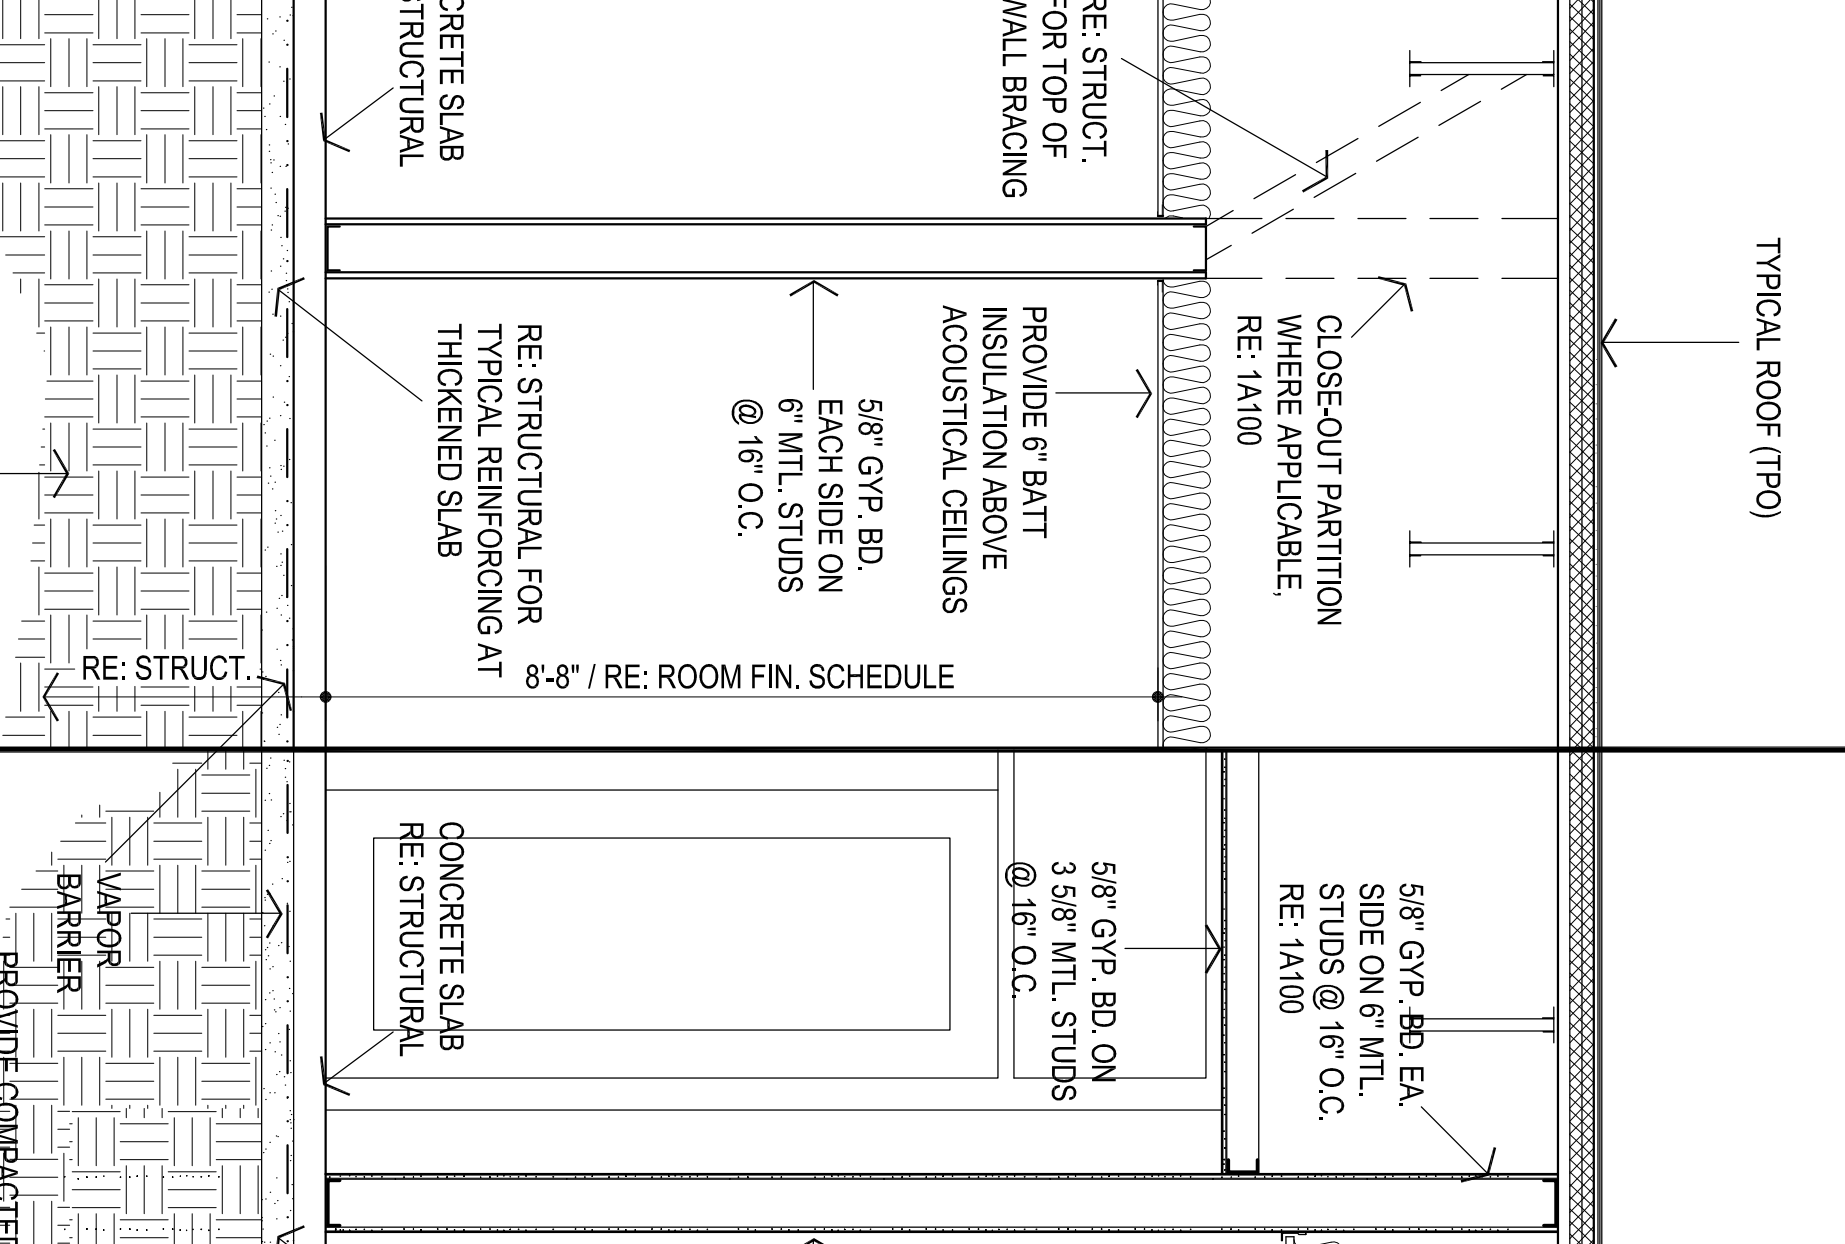 TYPICAL ROOF (TPO)
RE: STRUCT.
FOR TOP OF
WALL BRACING
CRETE SLAB
STRUCTURAL
CLOSE-OUT PARTITION
WHERE APPLICABLE,
RE: 1A100
PROVIDE 6" BATT
INSULATION ABOVE
ACOUSTICAL CEILINGS
5/8" GYP. BD.
EACH SIDE ON
6" MTL. STUDS
@ 16" O.C.
RE: STRUCTURAL FOR
TYPICAL REINFORCING AT
THICKENED SLAB
8'-8" / RE: ROOM FIN. SCHEDULE
RE: STRUCT.
5/8" GYP. BD. EA.
SIDE ON 6" MTL.
STUDS @ 16" O.C.
RE: 1A100
5/8" GYP. BD. ON
3 5/8" MTL. STUDS
@ 16" O.C.
CONCRETE SLAB
RE: STRUCTURAL
VAPOR
BARRIER
PROVIDE COMPACTED